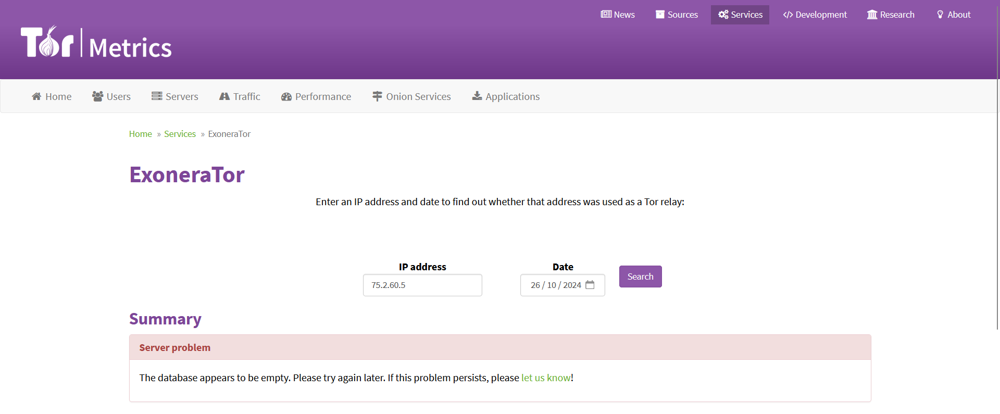 News Sources Services Development Research About
Tor Metrics
Home Users Servers Traffic Performance Onion Services Applications
Home » Services » ExoneraTor
ExoneraTor
Enter an IP address and date to find out whether that address was used as a Tor relay:
IP address Date
75.2.60.5 26 / 10 / 2024 Search
Summary
Server problem
The database appears to be empty. Please try again later. If this problem persists, please let us know!